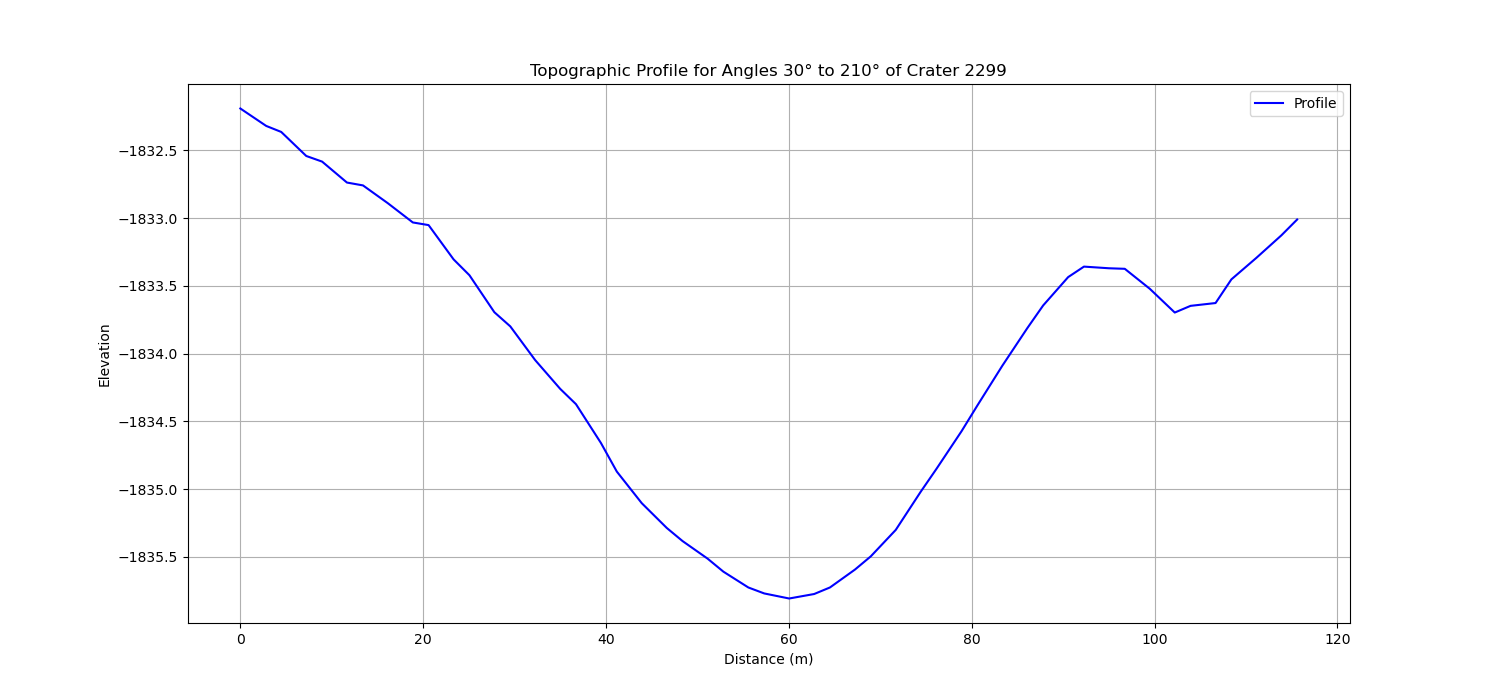 Topographic Profile for Angles 30° to 210° of Crater 2299
Profile
Elevation
−1832.5
−1833.0
−1833.5
−1834.0
−1834.5
−1835.0
−1835.5
0 20 40 60 80 100 120
Distance (m)